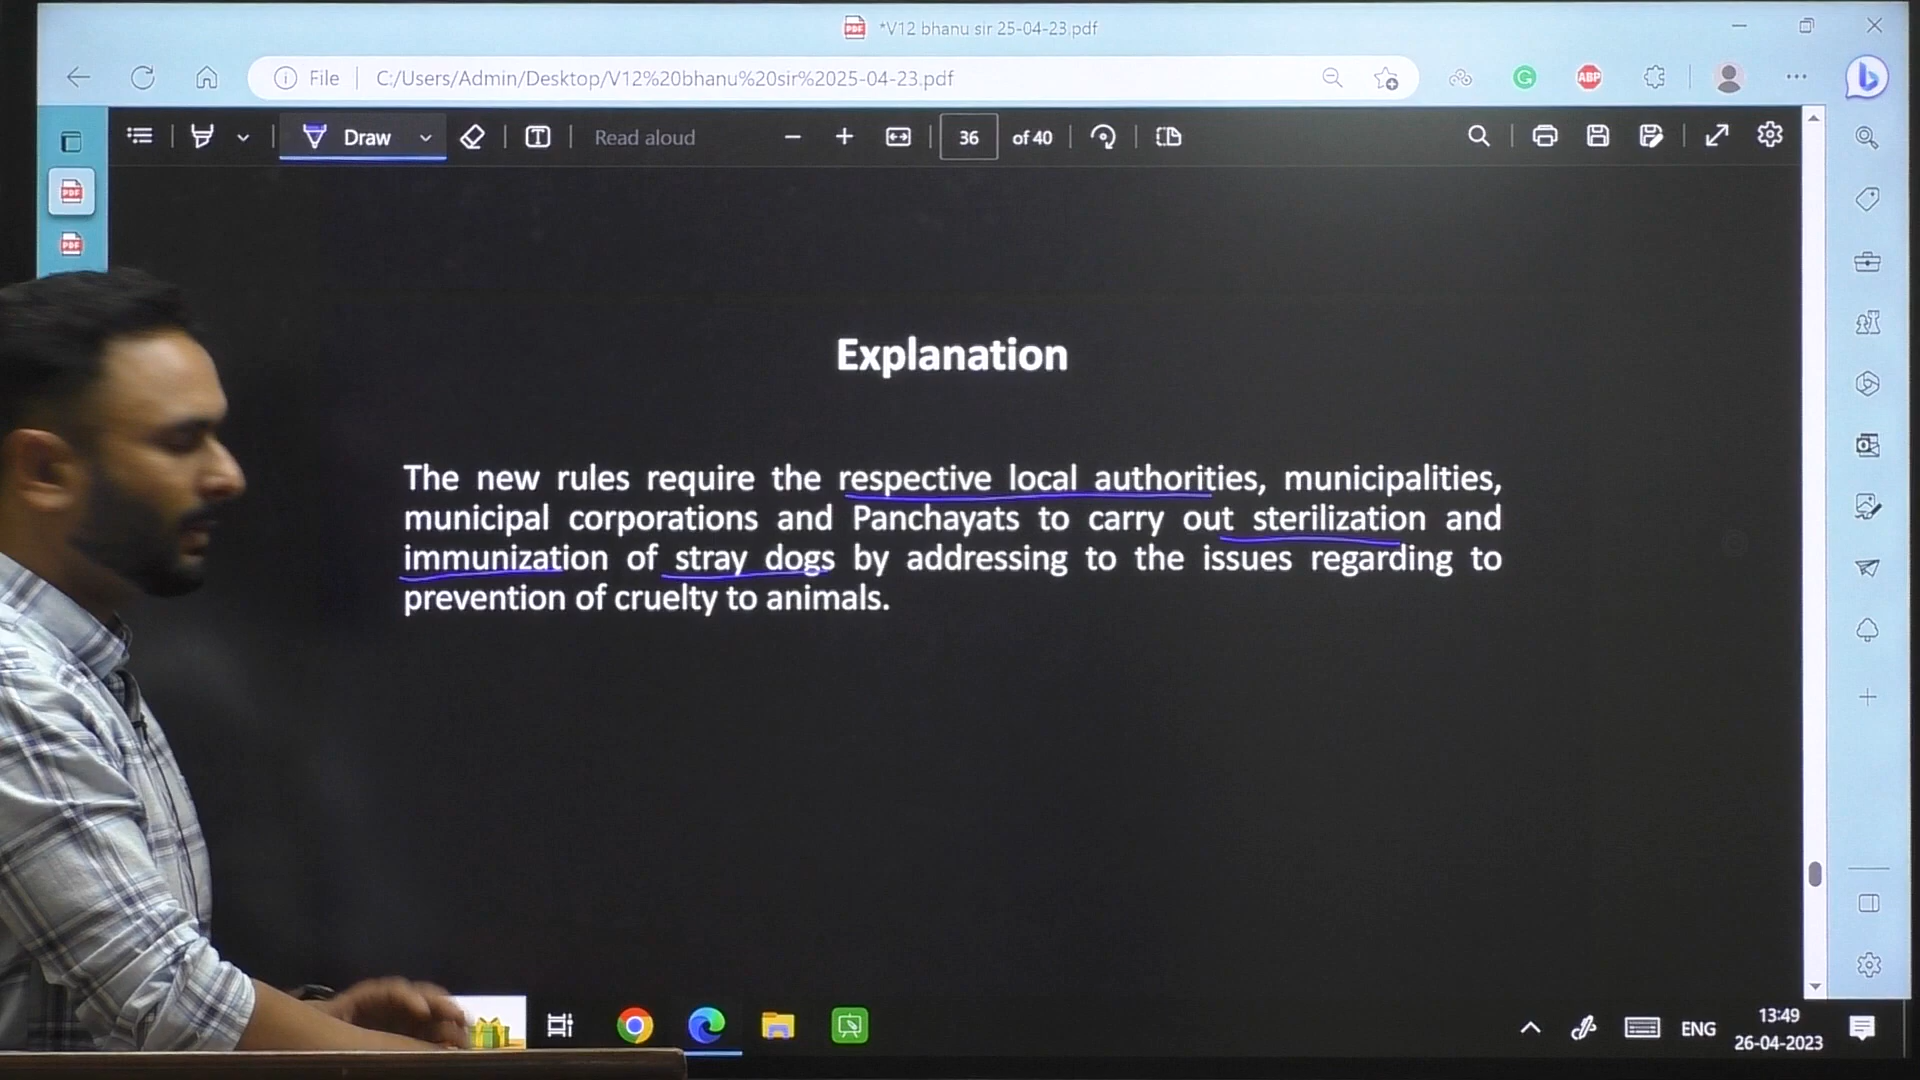 *V12 bhanu sir 25-04-23.pdf
File | C:/Users/Admin/Desktop/V12%20bhanu%20sir%2025-04-23.pdf
ABP
Draw
Read aloud
36 of 40
PDF
PDF
Explanation
The new rules require the respective local authorities, municipalities,
municipal corporations and Panchayats to carry out sterilization and
immunization of stray dogs by addressing to the issues regarding to
prevention of cruelty to animals.
ENG
13:49
26-04-2023